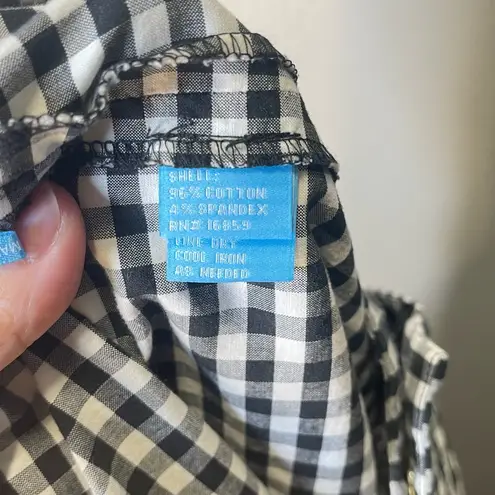 SHELL:
96% COTTON
4% SPANDEX
RN# 16859
LINE DRY
COOL IRON
AS NEEDED